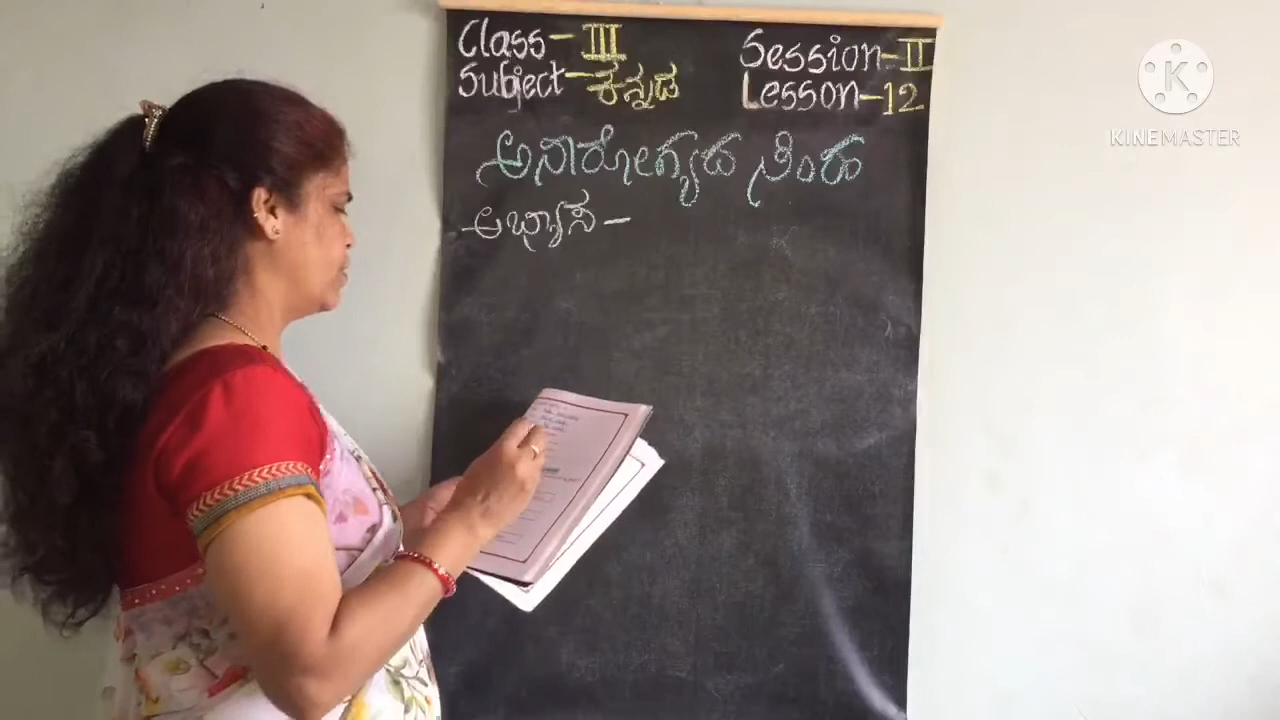 Class-III
Session-II
Subject-ಕನ್ನಡ
Lesson-12
ಅನಾರೋಗ್ಯದ ಸಿಂಹ
ಅಭ್ಯಾಸ-
KINEMASTER